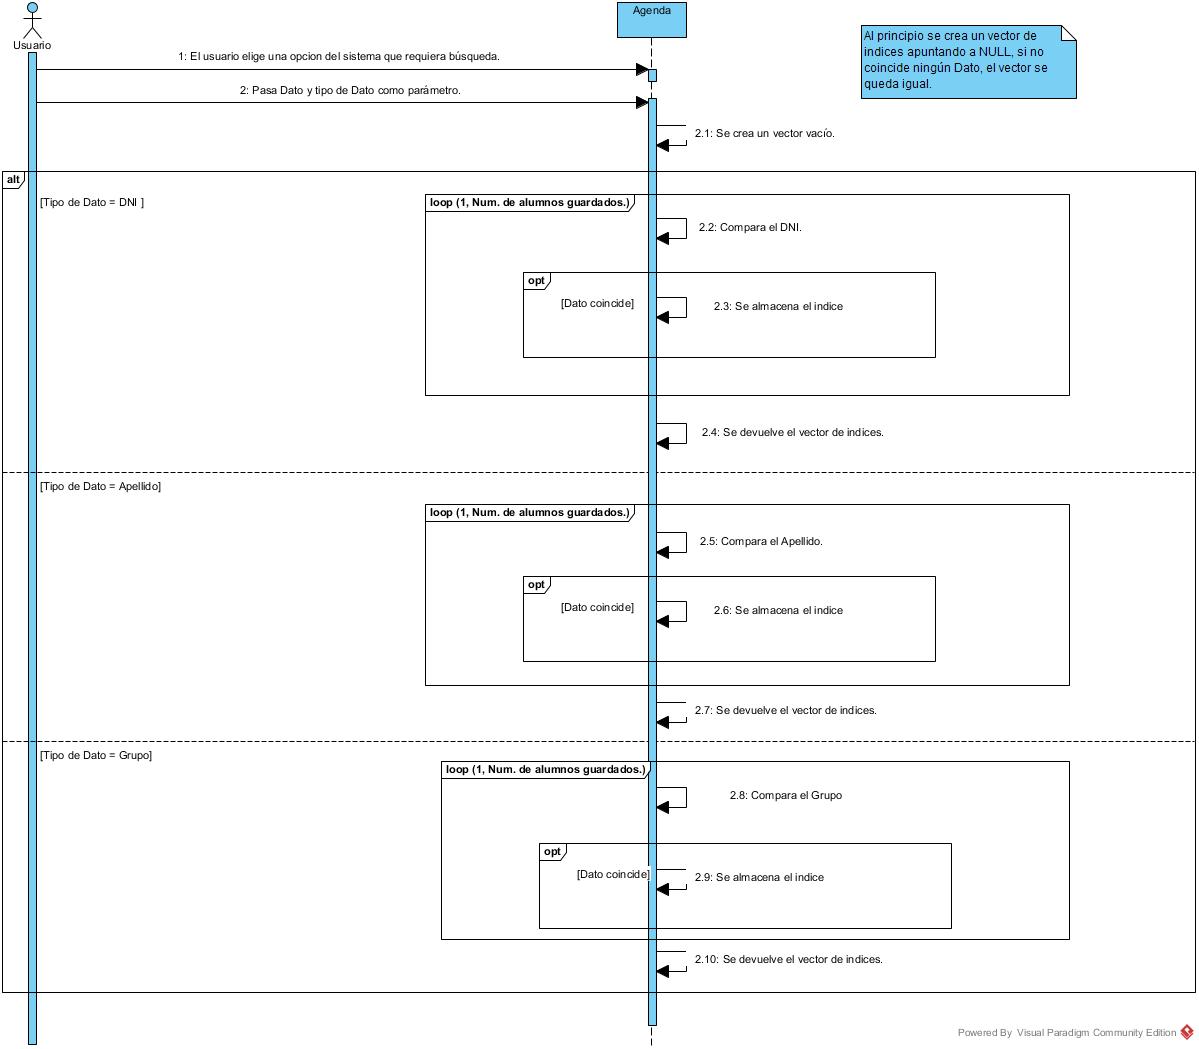 Usuario
Agenda
Al principio se crea un vector de
indices apuntando a NULL, si no
coincide ningún Dato, el vector se
queda igual.
1: El usuario elige una opcion del sistema que requiera búsqueda.
2: Pasa Dato y tipo de Dato como parámetro.
2.1: Se crea un vector vacío.
alt
[Tipo de Dato = DNI ]
loop (1, Num. de alumnos guardados.)
2.2: Compara el DNI.
opt
[Dato coincide]
2.3: Se almacena el indice
2.4: Se devuelve el vector de indices.
[Tipo de Dato = Apellido]
loop (1, Num. de alumnos guardados.)
2.5: Compara el Apellido.
opt
[Dato coincide]
2.6: Se almacena el indice
2.7: Se devuelve el vector de indices.
[Tipo de Dato = Grupo]
loop (1, Num. de alumnos guardados.)
2.8: Compara el Grupo
opt
[Dato coincide]
2.9: Se almacena el indice
2.10: Se devuelve el vector de indices.
Powered By Visual Paradigm Community Edition